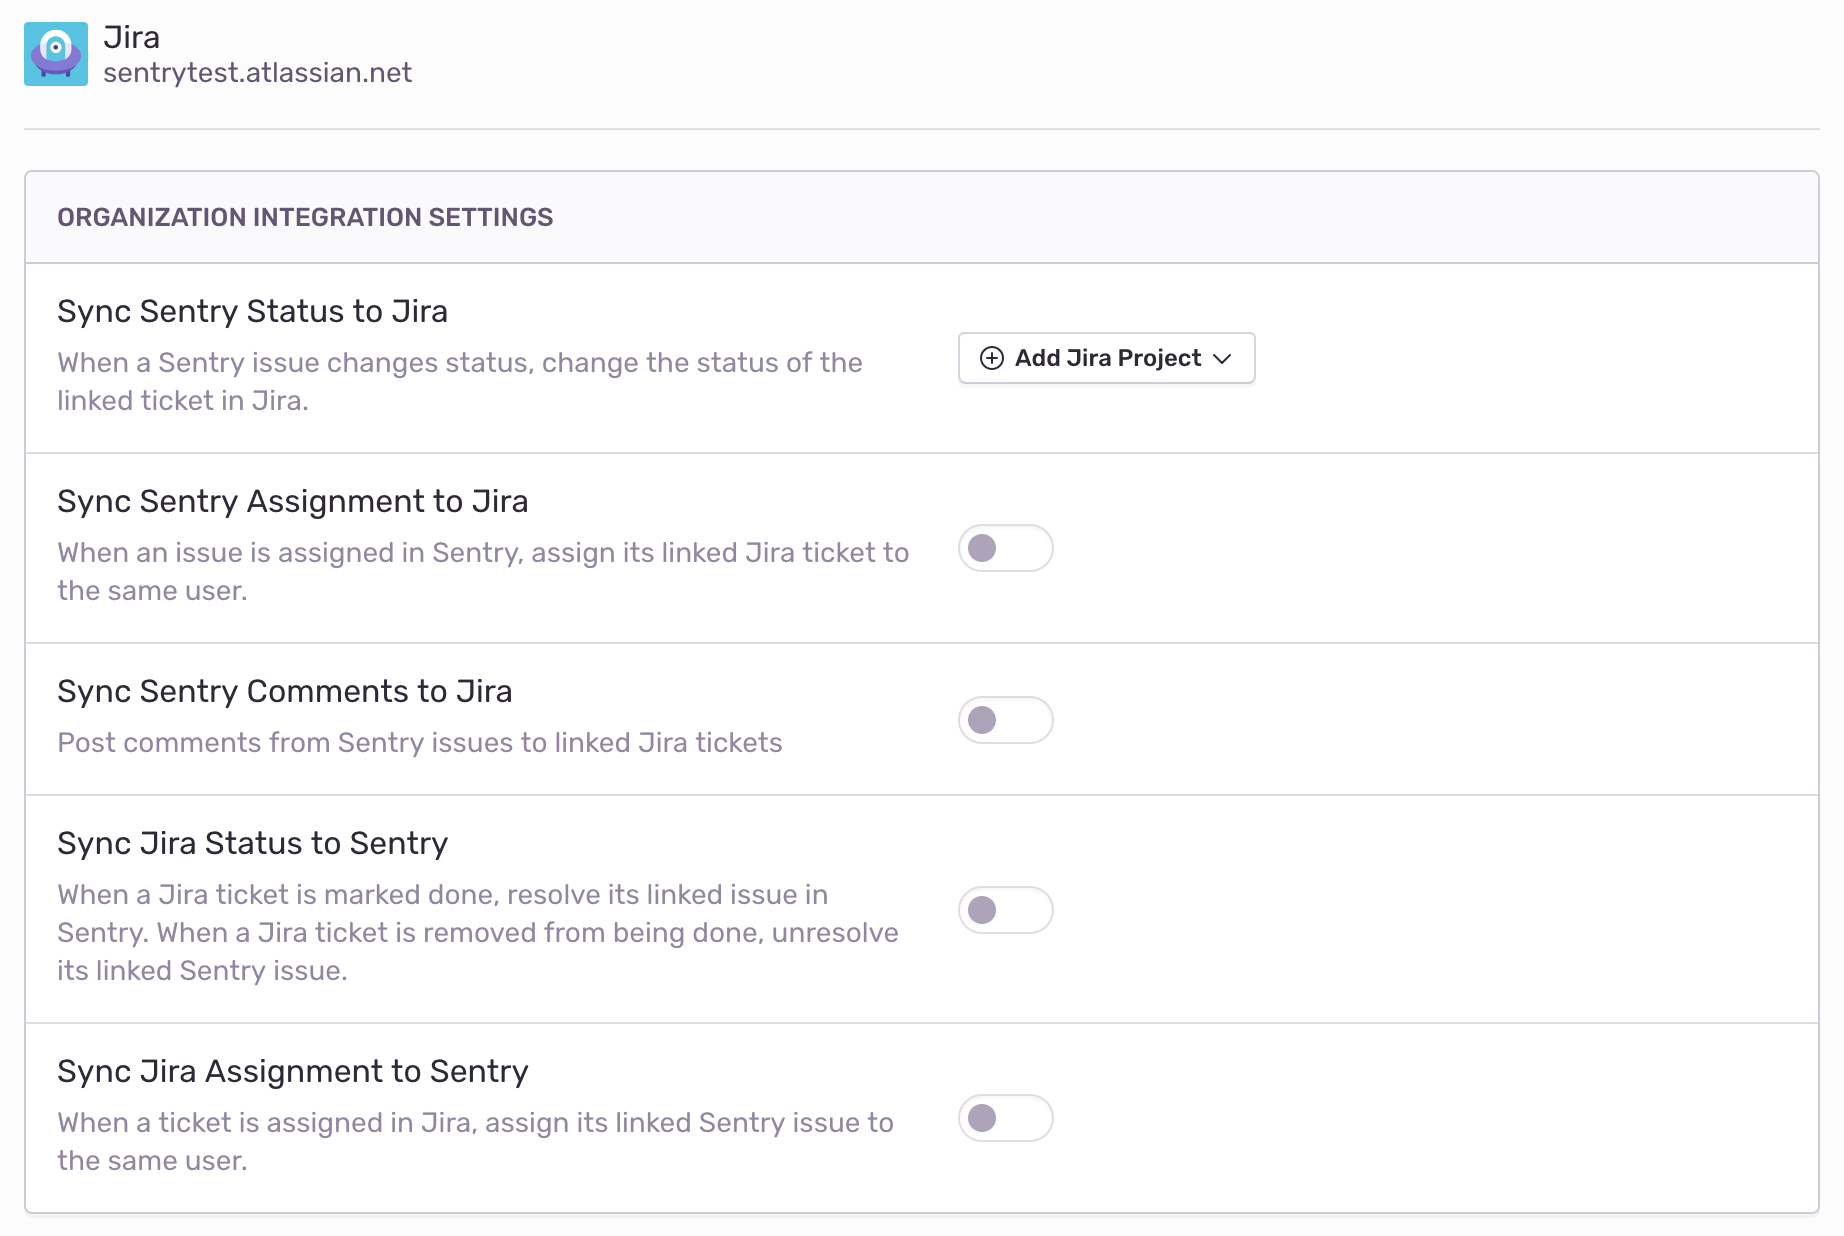 Jira
sentrytest.atlassian.net
ORGANIZATION INTEGRATION SETTINGS
Sync Sentry Status to Jira
When a Sentry issue changes status, change the status of the
linked ticket in Jira.
Add Jira Project
Sync Sentry Assignment to Jira
When an issue is assigned in Sentry, assign its linked Jira ticket to
the same user.
Sync Sentry Comments to Jira
Post comments from Sentry issues to linked Jira tickets
Sync Jira Status to Sentry
When a Jira ticket is marked done, resolve its linked issue in
Sentry. When a Jira ticket is removed from being done, unresolve
its linked Sentry issue.
Sync Jira Assignment to Sentry
When a ticket is assigned in Jira, assign its linked Sentry issue to
the same user.